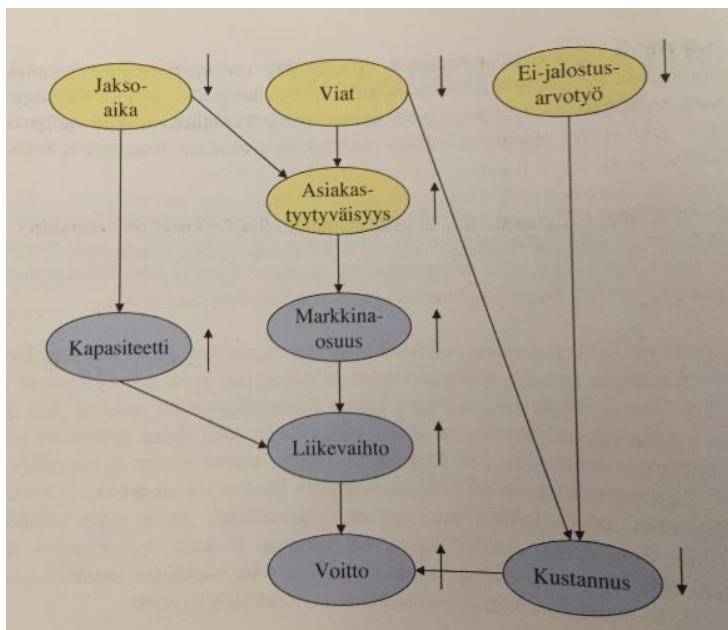 Jakso-
aika
Viat
Ei-jalostus-
arvotyö
Asiakas-
tyytyväisyys
Markkina-
osuus
Kapasiteetti
Liikevaihto
Voitto
Kustannus